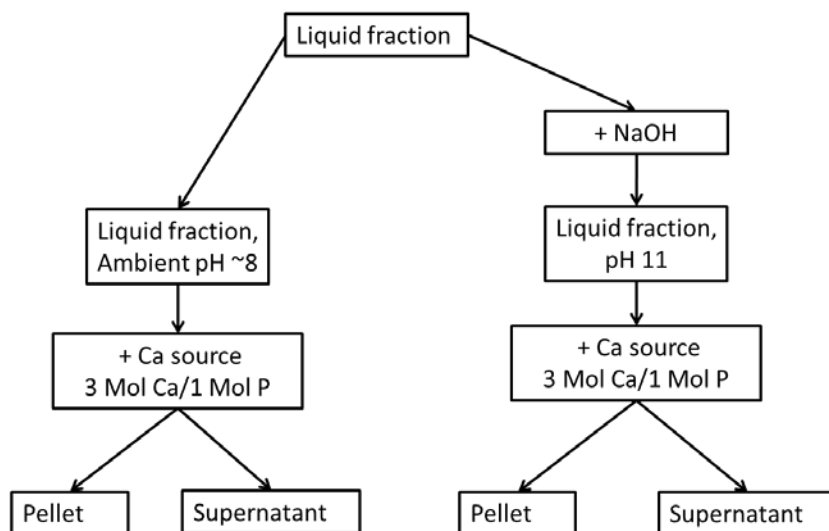 Liquid fraction
+ NaOH
Liquid fraction,
Ambient pH ~8
Liquid fraction,
pH 11
+ Ca source
3 Mol Ca/1 Mol P
+ Ca source
3 Mol Ca/1 Mol P
Pellet
Supernatant
Pellet
Supernatant